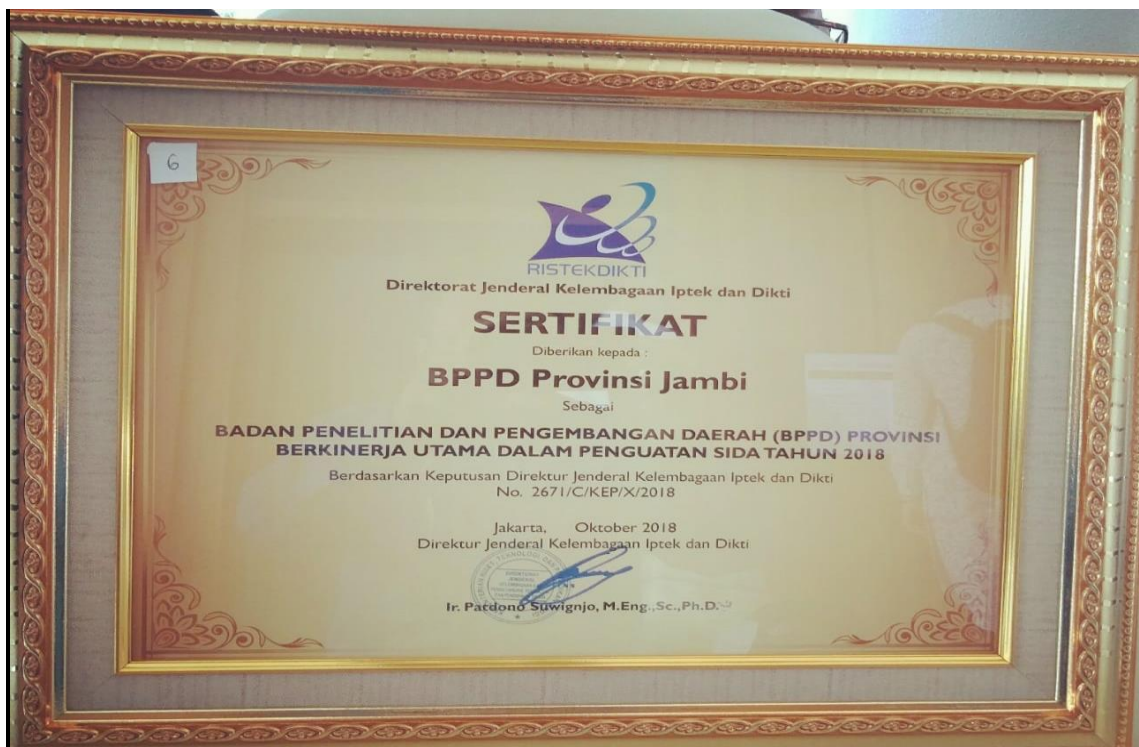 6
RISTEKDIKTI
Direktorat Jenderal Kelembagaan Iptek dan Dikti
SERTIFIKAT
Diberikan kepada :
BPPD Provinsi Jambi
Sebagai
BADAN PENELITIAN DAN PENGEMBANGAN DAERAH (BPPD) PROVINSI
BERKINERJA UTAMA DALAM PENGUATAN SIDA TAHUN 2018
Berdasarkan Keputusan Direktur Jenderal Kelembagaan Iptek dan Dikti
No. 2671/C/KEP/X/2018
Jakarta, Oktober 2018
Direktur Jenderal Kelembagaan Iptek dan Dikti
Ir. Patdono Suwignjo, M.Eng.,Sc.,Ph.D.